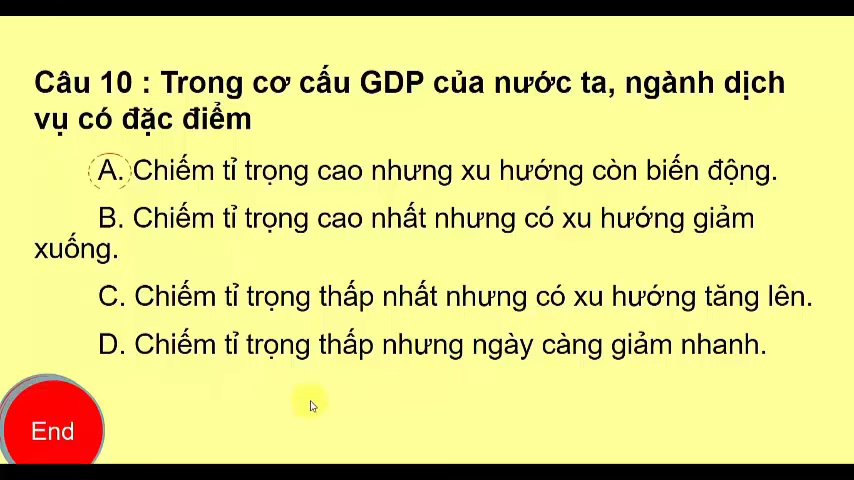 Câu 10 : Trong cơ cấu GDP của nước ta, ngành dịch
vụ có đặc điểm
A. Chiếm tỉ trọng cao nhưng xu hướng còn biến động.
B. Chiếm tỉ trọng cao nhất nhưng có xu hướng giảm
xuống.
C. Chiếm tỉ trọng thấp nhất nhưng có xu hướng tăng lên.
D. Chiếm tỉ trọng thấp nhưng ngày càng giảm nhanh.
End